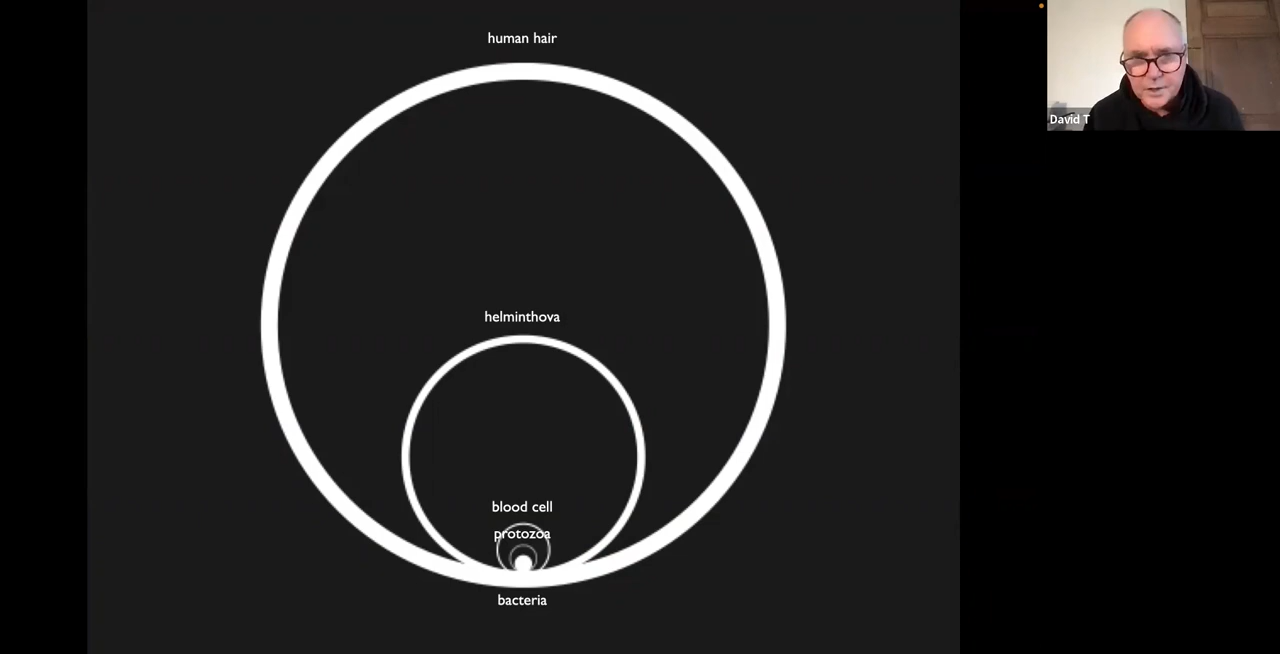 human hair
helminthova
blood cell
protozoa
bacteria
David T